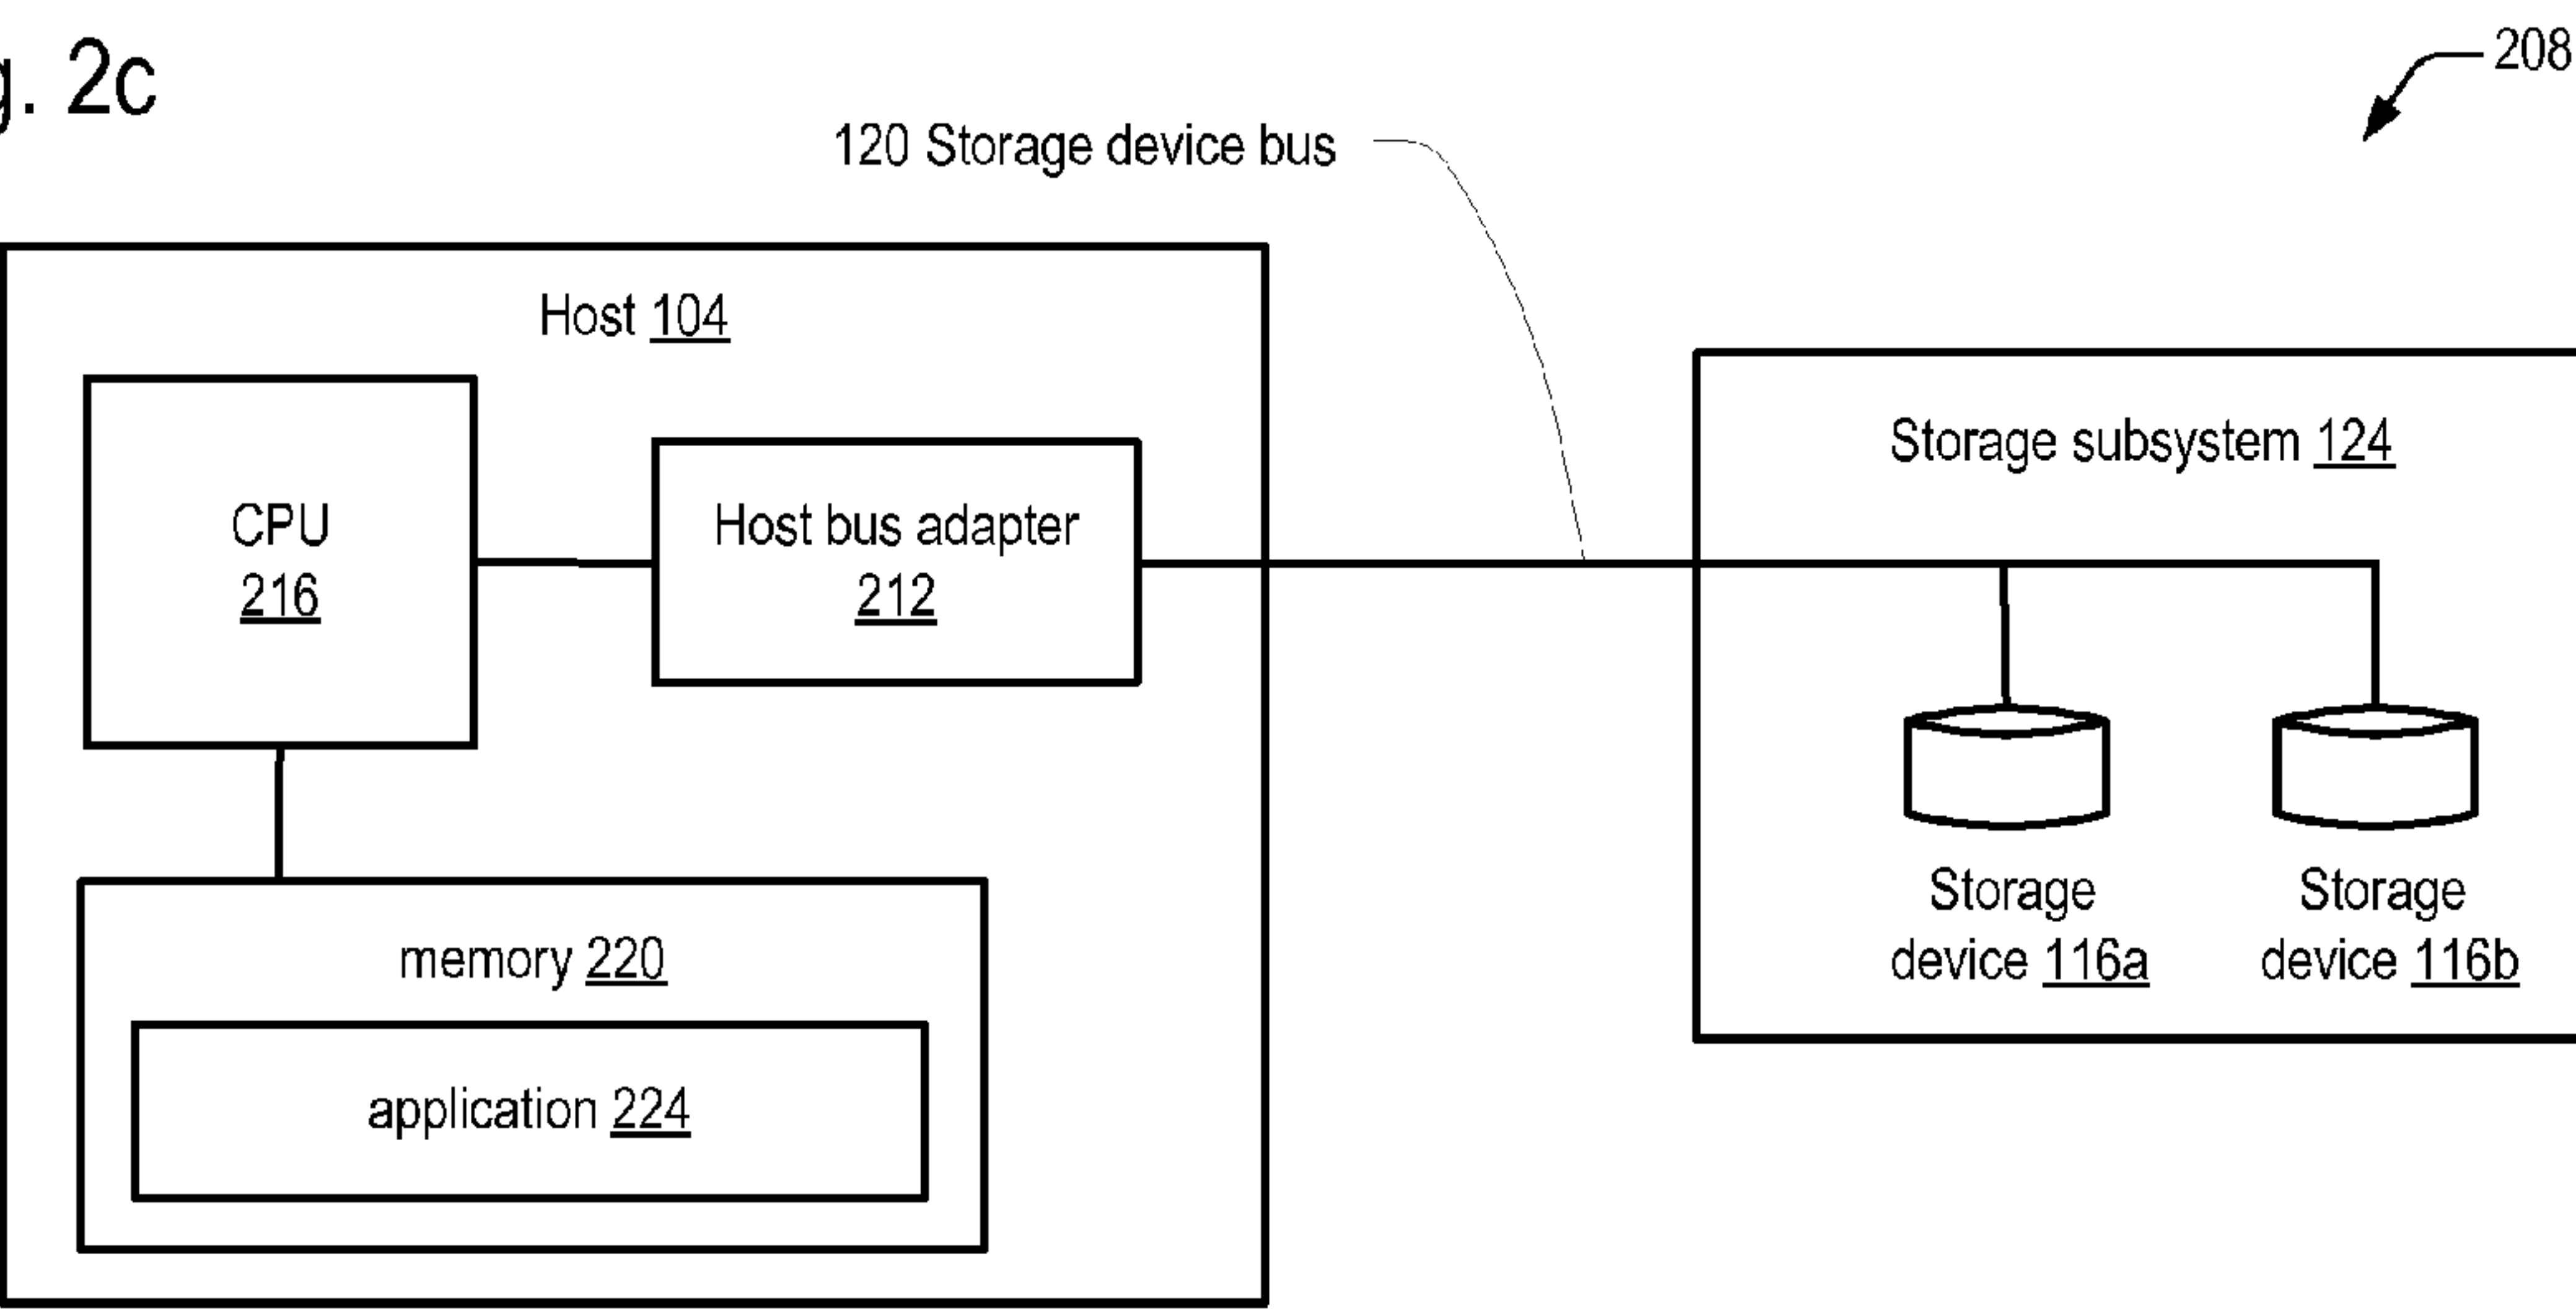 g. 2c
208
120 Storage device bus
Host 104
CPU
216
Host bus adapter
212
Storage subsystem 124
memory 220
application 224
Storage
device 116a
Storage
device 116b